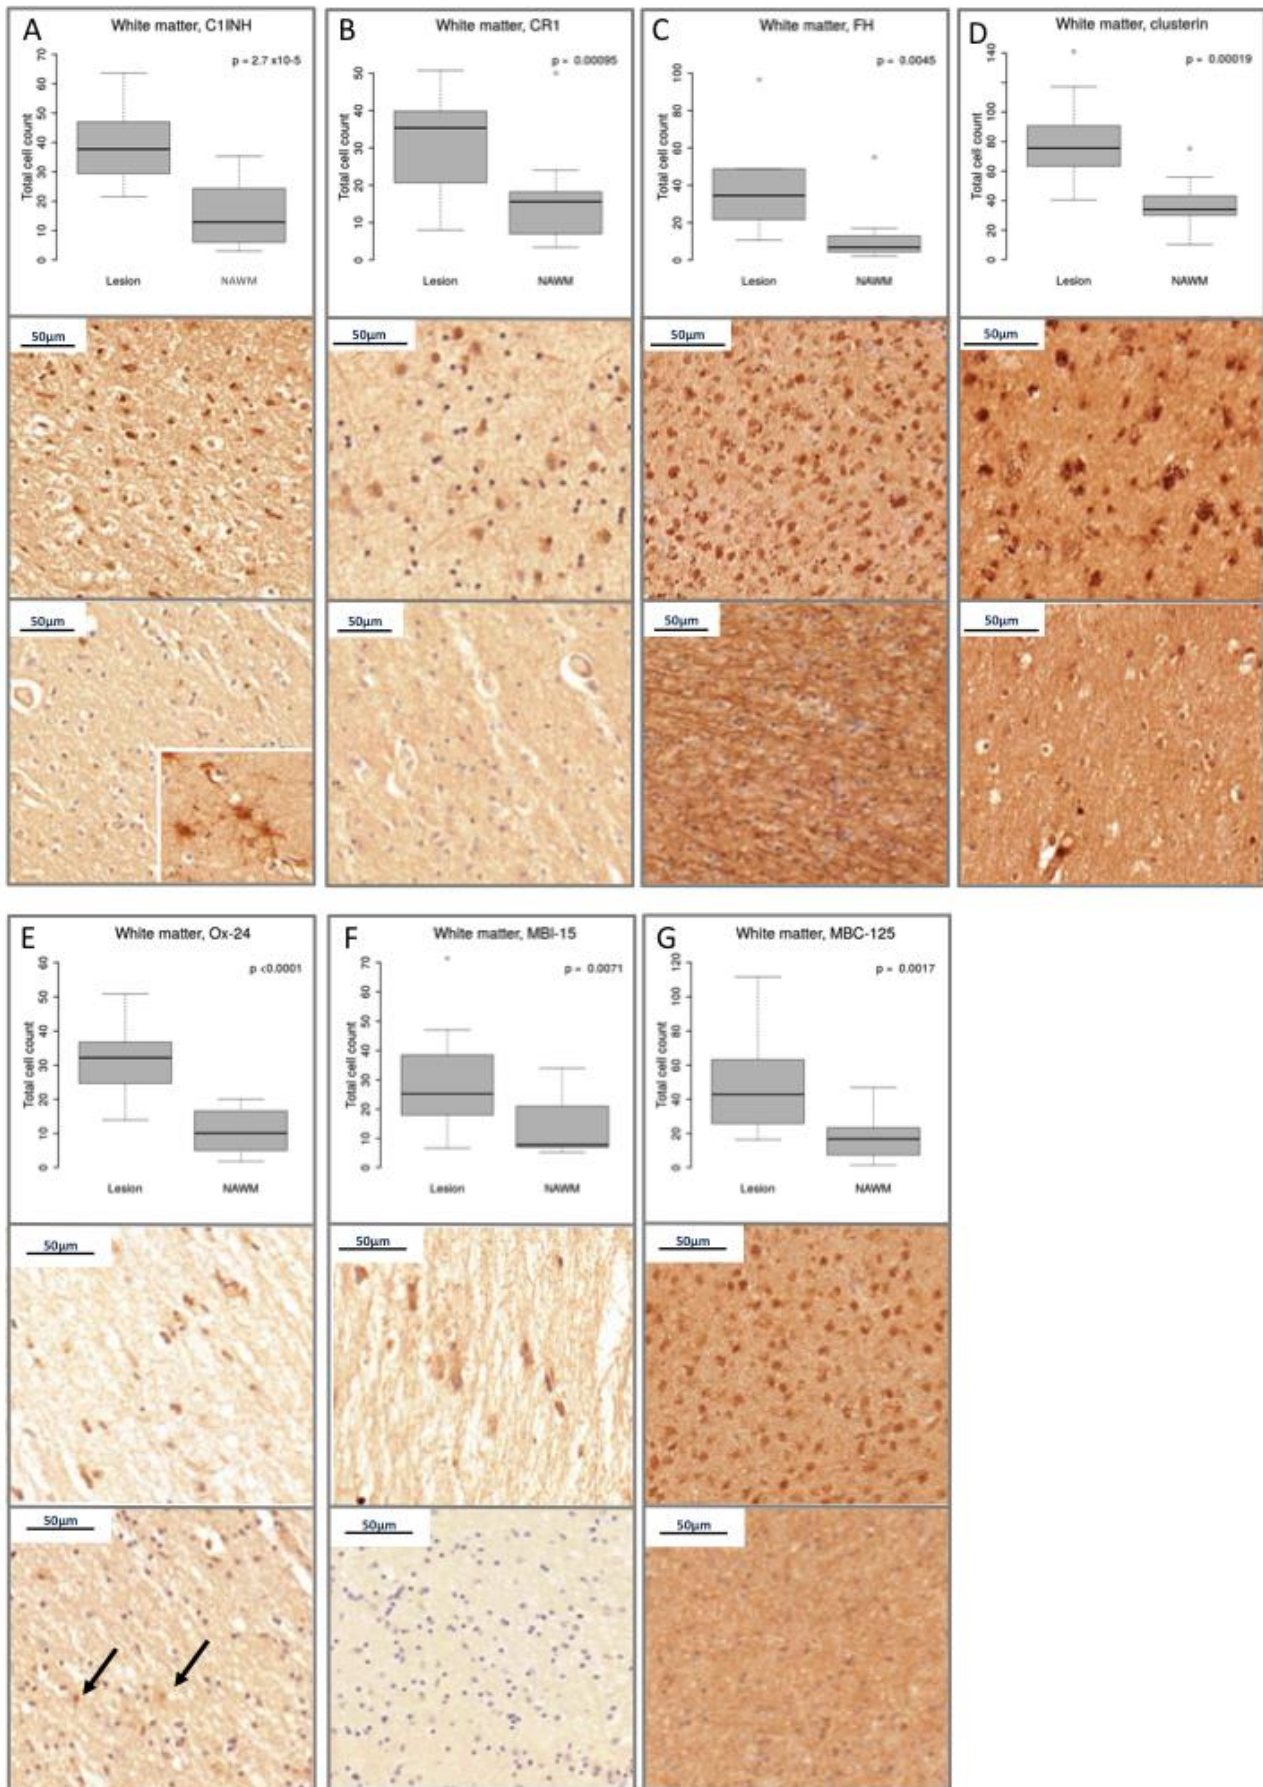 A
White matter, C1INH
p = 2.7 x10-5
Total cell count
0 10 20 30 40 50 60 70
Lesion NAWM
50µm
50µm
B
White matter, CR1
p = 0.00095
Total cell count
0 10 20 30 40 50
Lesion NAWM
50µm
50µm
C
White matter, FH
p = 0.0045
Total cell count
0 20 40 60 80 100
Lesion NAWM
50µm
50µm
D
White matter, clusterin
p = 0.00019
Total cell count
0 20 40 60 80 100 140
Lesion NAWM
50µm
50µm
E
White matter, Ox-24
p <0.0001
Total cell count
0 10 20 30 40 50 60
Lesion NAWM
50µm
50µm
F
White matter, MBI-15
p = 0.0071
Total cell count
0 10 20 30 40 50 60 70
Lesion NAWM
50µm
50µm
G
White matter, MBC-125
p = 0.0017
Total cell count
0 20 40 60 80 100 120
Lesion NAWM
50µm
50µm